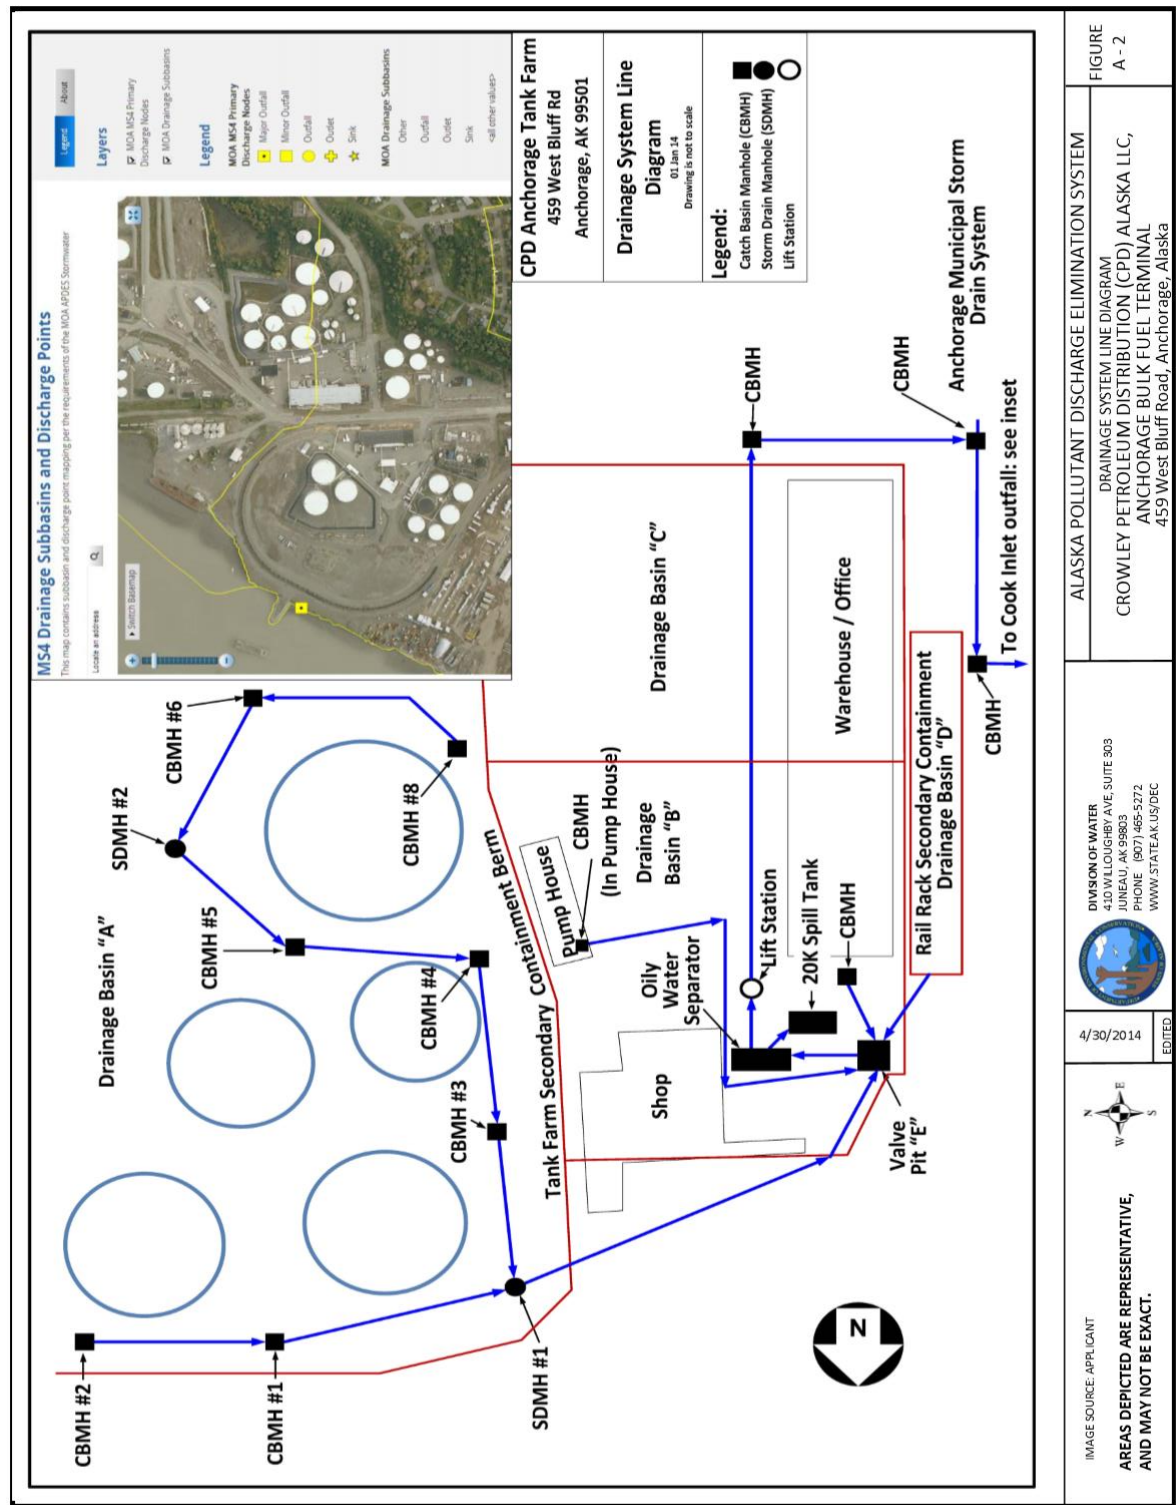 MS4 Drainage Subbasins and Discharge Points
This map contains subbasin and discharge point mapping per the requirements of the MOA APDES Stormwater
Locate an address
Switch Basemap
Legend
About
Layers
MOA MS4 Primary
Discharge Nodes
MOA Drainage Subbasins
Legend
MOA MS4 Primary
Discharge Nodes
Major Outfall
Minor Outfall
Outfall
Outlet
Sink
MOA Drainage Subbasins
Other
Outfall
Outlet
Sink
<all other values>
CPD Anchorage Tank Farm
459 West Bluff Rd
Anchorage, AK 99501
Drainage System Line
Diagram
01 Jan 14
Drawing is not to scale
Legend:
Catch Basin Manhole (CBMH)
Storm Drain Manhole (SDMH)
Lift Station
CBMH #2
CBMH #1
SDMH #1
Drainage Basin "A"
CBMH #3
CBMH #4
CBMH #5
SDMH #2
CBMH #6
CBMH #8
Tank Farm Secondary Containment Berm
Pump House
CBMH
(In Pump House)
Drainage
Basin "B"
Shop
Oily
Water
Separator
Lift Station
20K Spill Tank
CBMH
Valve
Pit "E"
Drainage Basin "C"
Warehouse / Office
Rail Rack Secondary Containment
Drainage Basin "D"
CBMH
CBMH
Anchorage Municipal Storm
Drain System
CBMH
To Cook Inlet outfall: see inset
N
IMAGE SOURCE: APPLICANT
AREAS DEPICTED ARE REPRESENTATIVE,
AND MAY NOT BE EXACT.
N
W
E
S
4/30/2014
EDITED
DIVISION OF WATER
410 WILLOUGHBY AVE, SUITE 303
JUNEAU, AK 99803
PHONE (907) 465-5272
WWW.STATE.AK.US/DEC
ALASKA POLLUTANT DISCHARGE ELIMINATION SYSTEM
DRAINAGE SYSTEM LINE DIAGRAM
CROWLEY PETROLEUM DISTRIBUTION (CPD) ALASKA LLC,
ANCHORAGE BULK FUEL TERMINAL
459 West Bluff Road, Anchorage, Alaska
FIGURE
A - 2